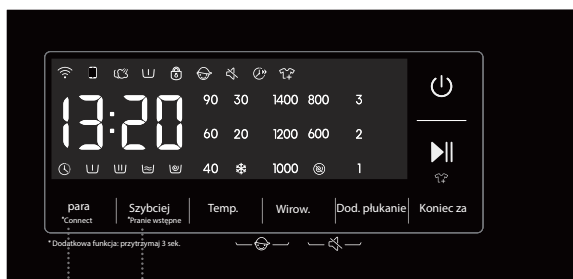 13:20
90 30 1400 800 3
60 20 1200 600 2
40 1000 1
para Szybciej Temp. Wirow. Dod. płukanie Koniec za
*Connect *Pranie wstępne
*Dodatkowa funkcja: przytrzymaj 3 sek.